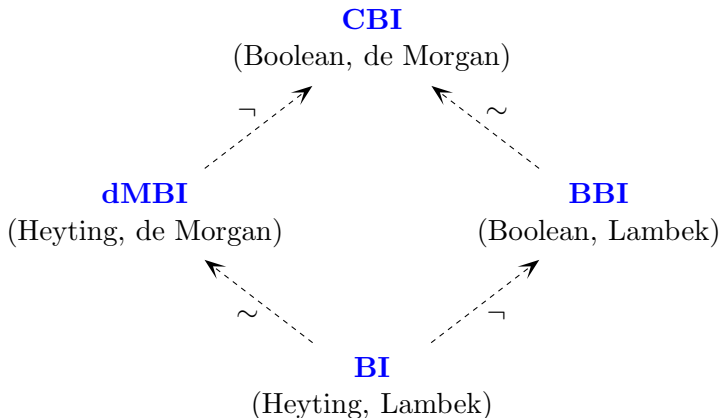 CBI
(Boolean, de Morgan)
¬
∼
dMBI
BBI
(Heyting, de Morgan)
(Boolean, Lambek)
∼
¬
BI
(Heyting, Lambek)